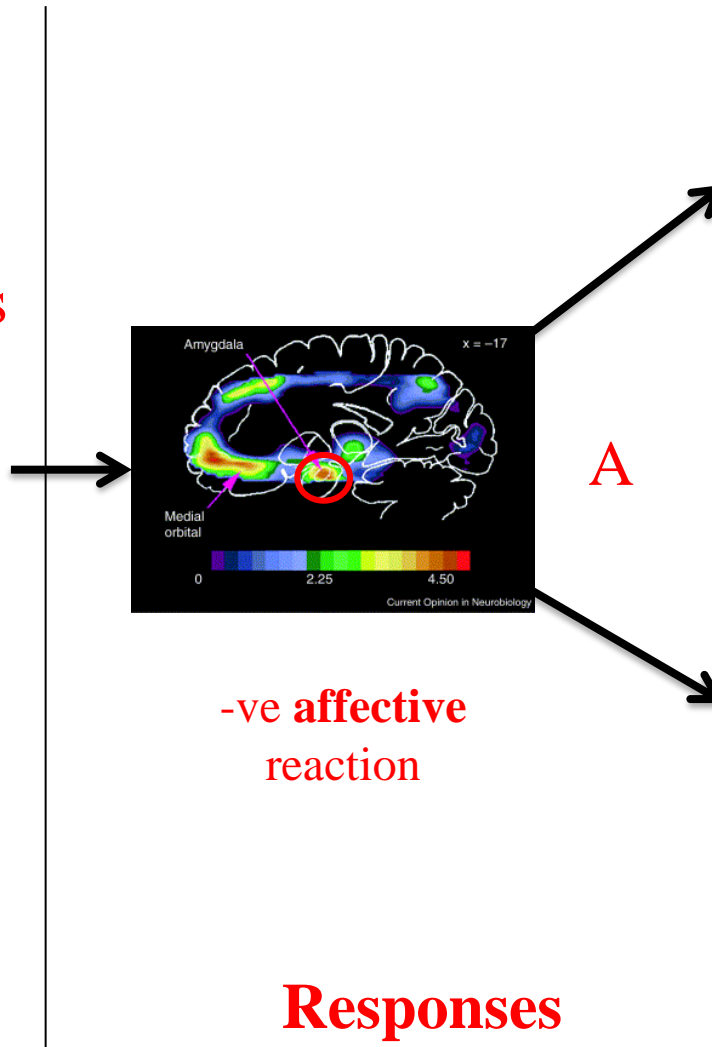 s
Amygdala
x = –17
A
Medial
orbital
0 2.25 4.50
Current Opinion in Neurobiology
-ve affective
reaction
Responses